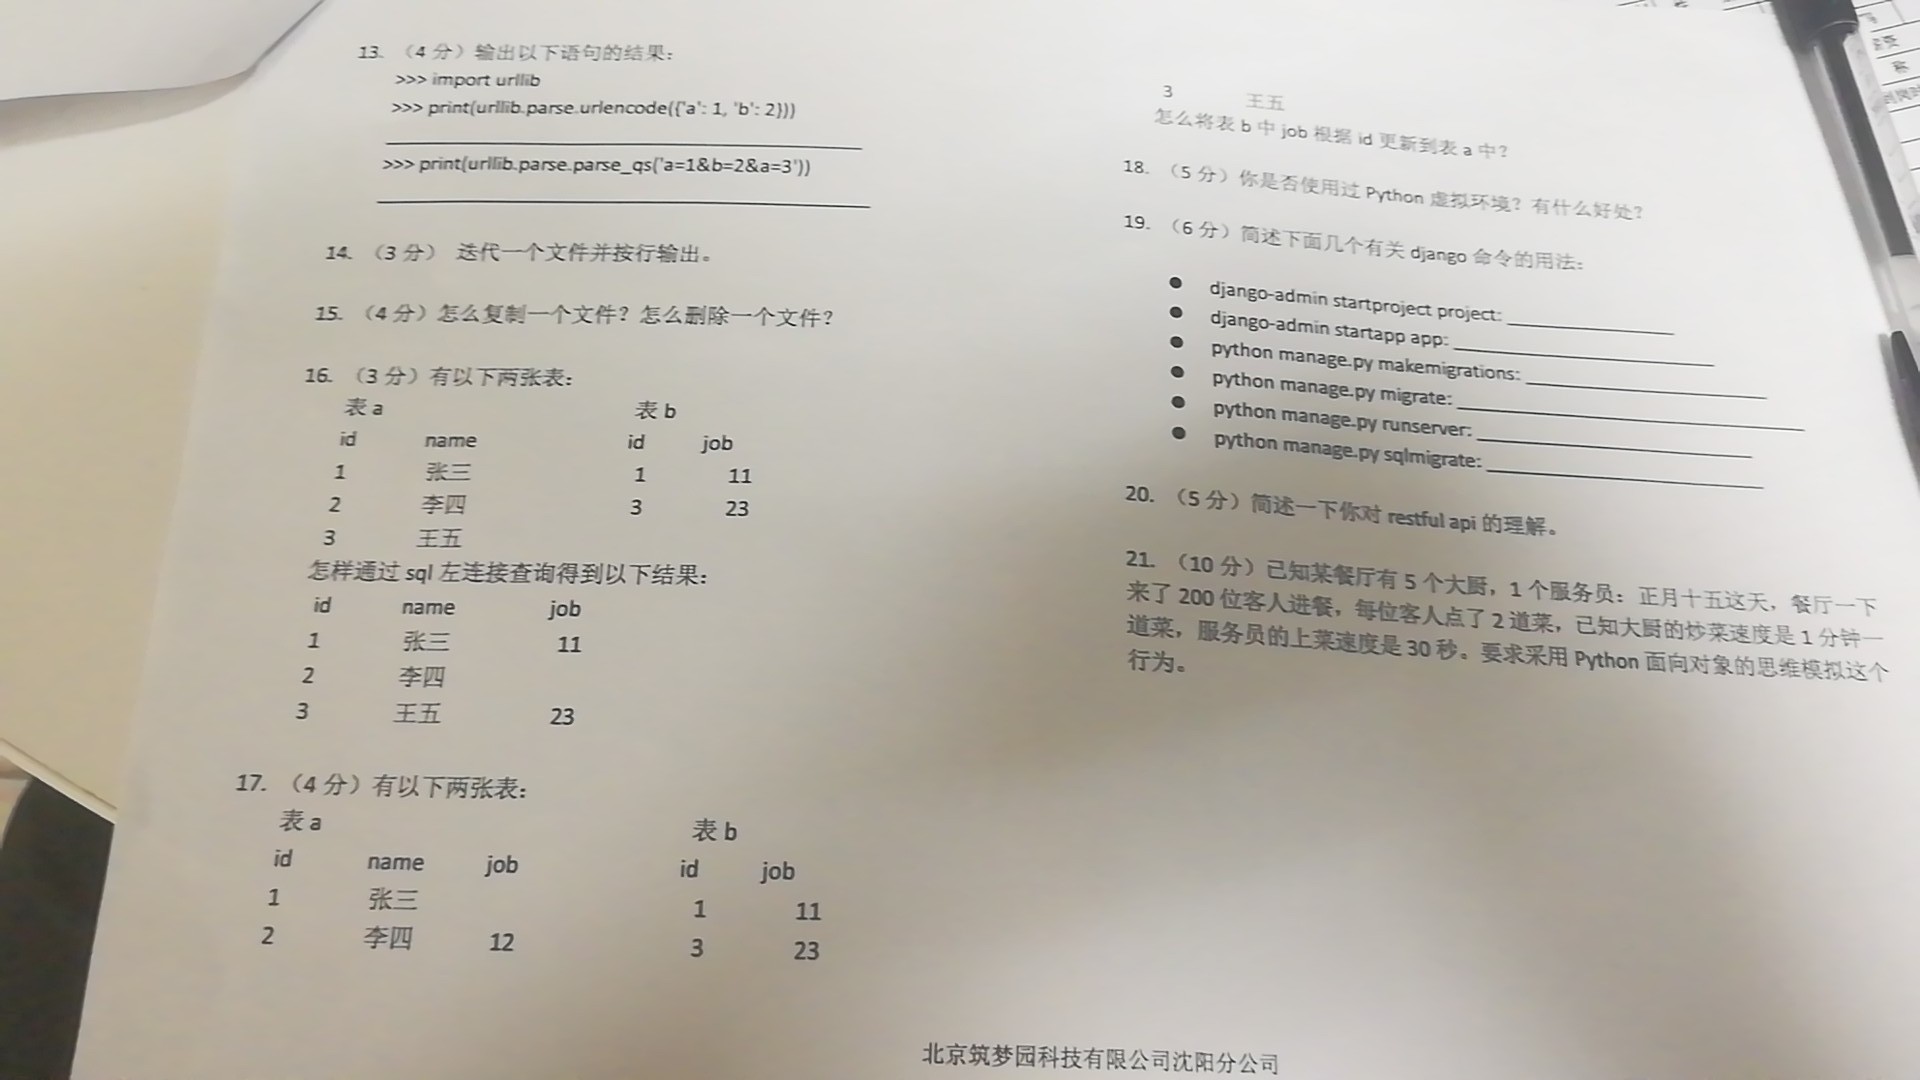 13. （4 分）输出以下语句的结果：
>>> import urllib
>>> print(urllib.parse.urlencode({'a': 1, 'b': 2}))
>>> print(urllib.parse.parse_qs('a=1&b=2&a=3'))
14. （3 分） 迭代一个文件并按行输出。
15. （4 分）怎么复制一个文件？怎么删除一个文件？
16. （3 分）有以下两张表：
表 a 表 b
id name id job
1 张三 1 11
2 李四 3 23
3 王五
怎样通过 sql 左连接查询得到以下结果：
id name job
1 张三 11
2 李四
3 王五 23
17. （4 分）有以下两张表：
表 a 表 b
id name job id job
1 张三 1 11
2 李四 12 3 23
3 王五
怎么将表 b 中 job 根据 id 更新到表 a 中？
18. （5 分）你是否使用过 Python 虚拟环境？有什么好处？
19. （6 分）简述下面几个有关 django 命令的用法：
● django-admin startproject project:
● django-admin startapp app:
● python manage.py makemigrations:
● python manage.py migrate:
● python manage.py runserver:
● python manage.py sqlmigrate:
20. （5 分）简述一下你对 restful api 的理解。
21. （10 分）已知某餐厅有 5 个大厨，1 个服务员：正月十五这天，餐厅一下
来了 200 位客人进餐，每位客人点了 2 道菜，已知大厨的炒菜速度是 1 分钟一
道菜，服务员的上菜速度是 30 秒。要求采用 Python 面向对象的思维模拟这个
行为。
北京筑梦园科技有限公司沈阳分公司